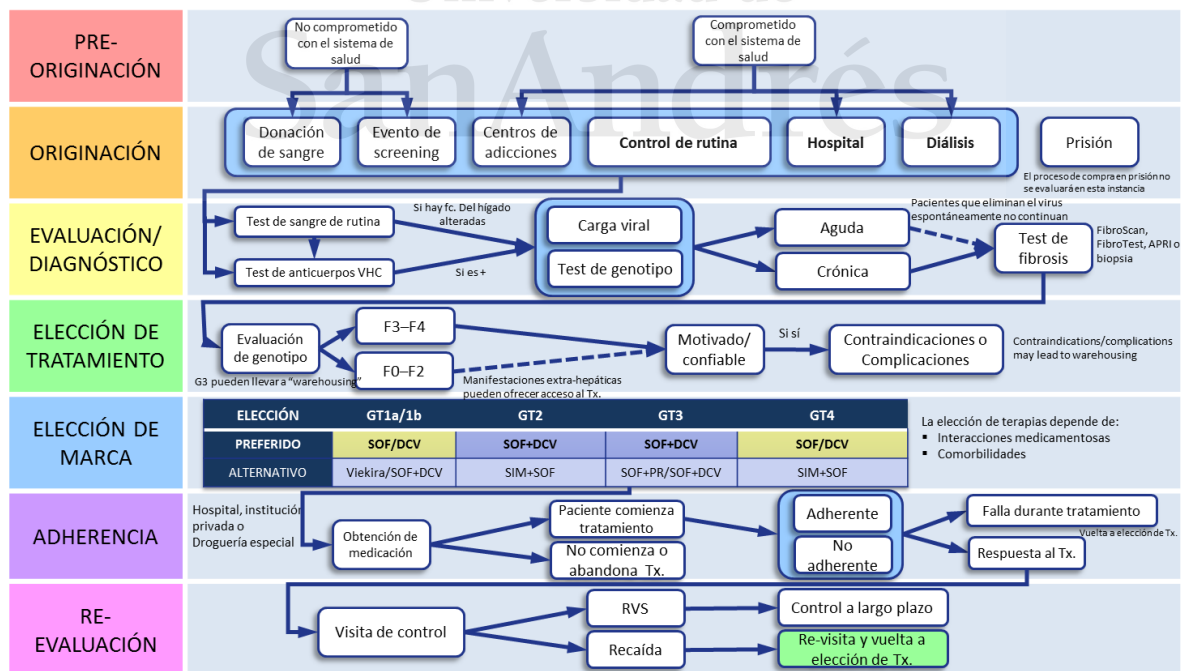 Universidad de
SanAndrés
PRE-
ORIGINACIÓN
No comprometido
con el sistema de
salud
Comprometido
con el sistema de
salud
ORIGINACIÓN
Donación
de sangre
Evento de
screening
Centros de
adicciones
Control de rutina
Hospital
Diálisis
Prisión
El proceso de compra en prisión no
se evaluará en esta instancia
EVALUACIÓN/
DIAGNÓSTICO
Test de sangre de rutina
Test de anticuerpos VHC
Si hay fc. Del hígado
alteradas
Si es +
Carga viral
Test de genotipo
Aguda
Crónica
Pacientes que eliminan el virus
espontáneamente no continuan
Test de
fibrosis
FibroScan,
FibroTest, APRI o
biopsia
ELECCIÓN DE
TRATAMIENTO
Evaluación
de genotipo
G3 pueden llevar a “warehousing”
F3–F4
F0–F2
Manifestaciones extra-hepáticas
pueden ofrecer acceso al Tx.
Motivado/
confiable
Si sí
Contraindicaciones o
Complicaciones
Contraindications/complications
may lead to warehousing
ELECCIÓN DE
MARCA
ELECCIÓN GT1a/1b GT2 GT3 GT4
PREFERIDO SOF/DCV SOF+DCV SOF+DCV SOF/DCV
ALTERNATIVO Viekira/SOF+DCV SIM+SOF SOF+PR/SOF+DCV SIM+SOF
La elección de terapias depende de:
▪ Interacciones medicamentosas
▪ Comorbilidades
ADHERENCIA
Hospital, institución
privada o
Droguería especial
Obtención de
medicación
Paciente comienza
tratamiento
No comienza o
abandona Tx.
Adherente
No
adherente
Falla durante tratamiento
Vuelta a elección de Tx.
Respuesta al Tx.
RE-
EVALUACIÓN
Visita de control
RVS
Recaída
Control a largo plazo
Re-visita y vuelta a
elección de Tx.